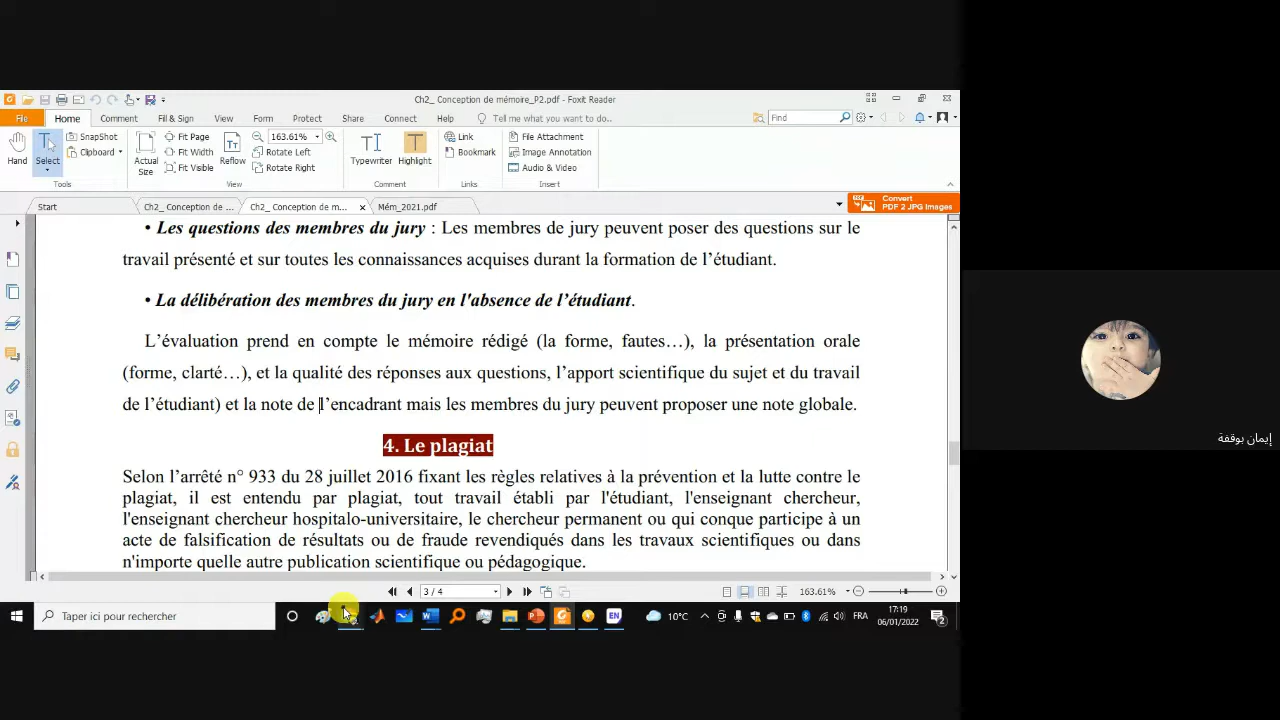 Ch2_ Conception de mémoire_P2.pdf - Foxit Reader
File Home Comment Fill & Sign View Form Protect Share Connect Help Tell me what you want to do.. Find
Hand
Select
SnapShot
Clipboard
Tools
Actual Size
Fit Page
Fit Width
Fit Visible
Reflow
163.61%
Rotate Left
Rotate Right
View
Typewriter
Highlight
Comment
Link
Bookmark
Links
File Attachment
Image Annotation
Audio & Video
Insert
Start Ch2_ Conception de ... Ch2_ Conception de m... Mém_2021.pdf
Convert
PDF 2 JPG Images
• Les questions des membres du jury : Les membres de jury peuvent poser des questions sur le
travail présenté et sur toutes les connaissances acquises durant la formation de l’étudiant.
• La délibération des membres du jury en l'absence de l’étudiant.
L’évaluation prend en compte le mémoire rédigé (la forme, fautes…), la présentation orale
(forme, clarté…), et la qualité des réponses aux questions, l’apport scientifique du sujet et du travail
de l’étudiant) et la note de l’encadrant mais les membres du jury peuvent proposer une note globale.
4. Le plagiat
Selon l’arrêté n° 933 du 28 juillet 2016 fixant les règles relatives à la prévention et la lutte contre le
plagiat, il est entendu par plagiat, tout travail établi par l'étudiant, l'enseignant chercheur,
l'enseignant chercheur hospitalo-universitaire, le chercheur permanent ou qui conque participe à un
acte de falsification de résultats ou de fraude revendiqués dans les travaux scientifiques ou dans
n'importe quelle autre publication scientifique ou pédagogique.
3 / 4
163.61%
Taper ici pour rechercher
EN
10°C
FRA
17:19
06/01/2022
2
إيمان بوقفة